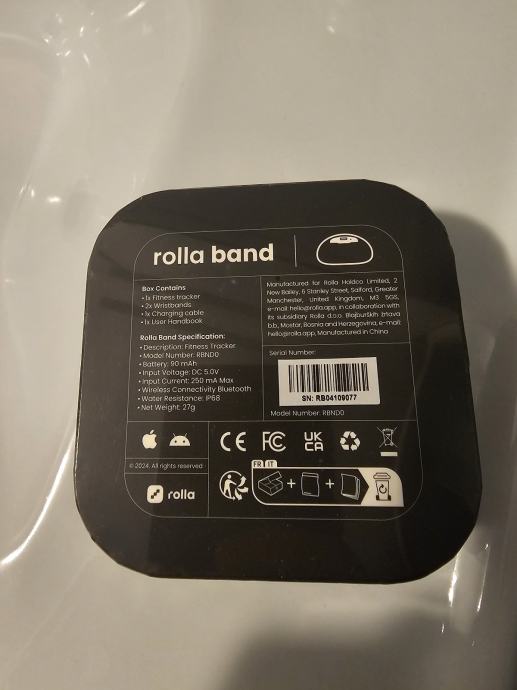 rolla band
Box Contains
• 1x Fitness tracker
• 2x Wristbands
• 1x Charging cable
• 1x User Handbook
Rolla Band Specification:
• Description: Fitness Tracker
• Model Number: RBND0
• Battery: 90 mAh
• Input Voltage: DC 5.0V
• Input Current: 250 mA Max
• Wireless Connectivity Bluetooth
• Water Resistance: IP68
• Net Weight: 27g
Manufactured for Rolla Holdco Limited, 2
New Bailey, 6 Stanley Street, Salford, Greater
Manchester, United Kingdom, M3 5GS,
e-mail: hello@rolla.app, in collaboration with
its subsidiary Rolla d.o.o. Blajburških žrtava
b.b, Mostar, Bosnia and Herzegovina, e-mail:
hello@rolla.app, Manufactured in China
Serial Number:
SN: RB04109077
Model Number: RBND0
CE FC UK
CA
© 2024, All rights reserved
rolla
FR IT
+ +